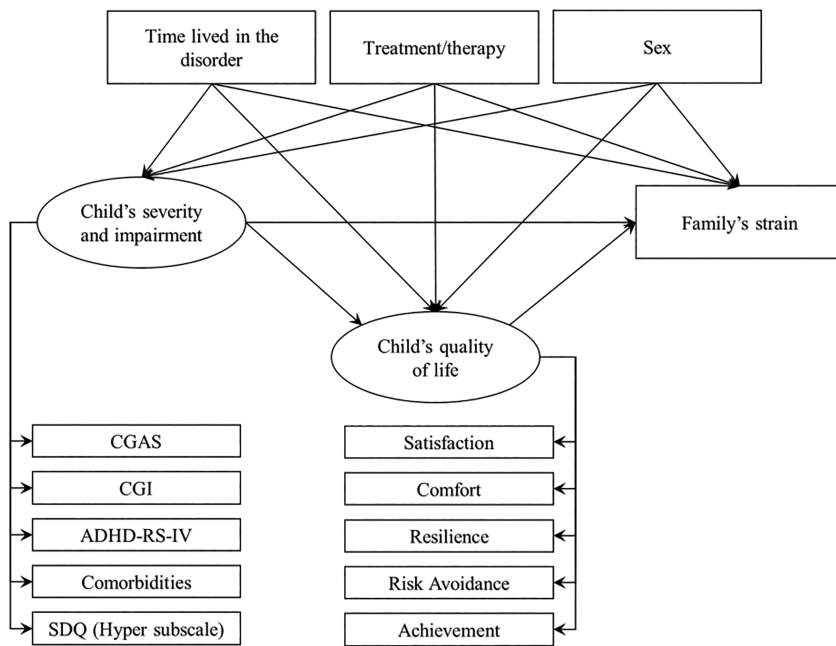 Time lived in the
disorder
Treatment/therapy
Sex
Child's severity
and impairment
Family's strain
Child's quality
of life
CGAS
CGI
ADHD-RS-IV
Comorbidities
SDQ (Hyper subscale)
Satisfaction
Comfort
Resilience
Risk Avoidance
Achievement